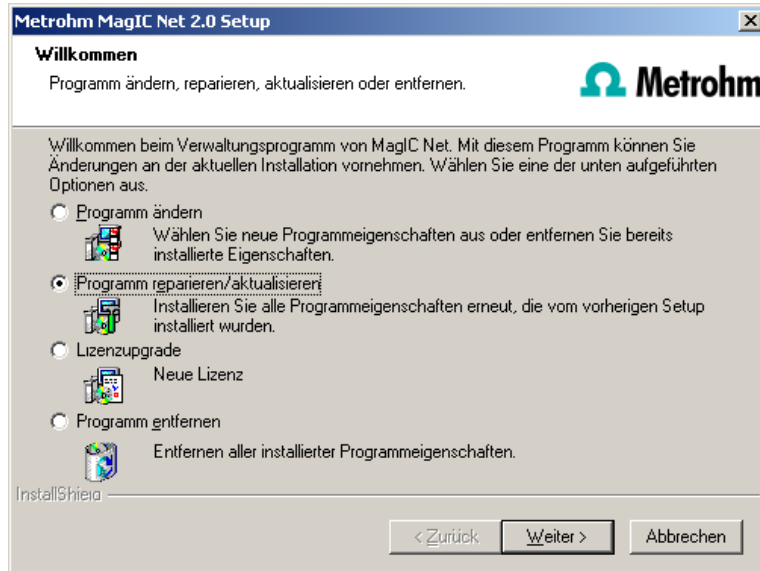 Metrohm MagIC Net 2.0 Setup
Willkommen
Programm ändern, reparieren, aktualisieren oder entfernen.
Metrohm
Willkommen beim Verwaltungsprogramm von MagIC Net. Mit diesem Programm können Sie
Änderungen an der aktuellen Installation vornehmen. Wählen Sie eine der unten aufgeführten
Optionen aus.
Programm ändern
Wählen Sie neue Programmeigenschaften aus oder entfernen Sie bereits
installierte Eigenschaften.
Programm reparieren/aktualisieren
Installieren Sie alle Programmeigenschaften erneut, die vom vorherigen Setup
installiert wurden.
Lizenzupgrade
Neue Lizenz
Programm entfernen
Entfernen aller installierter Programmeigenschaften.
InstallShield
< Zurück
Weiter >
Abbrechen